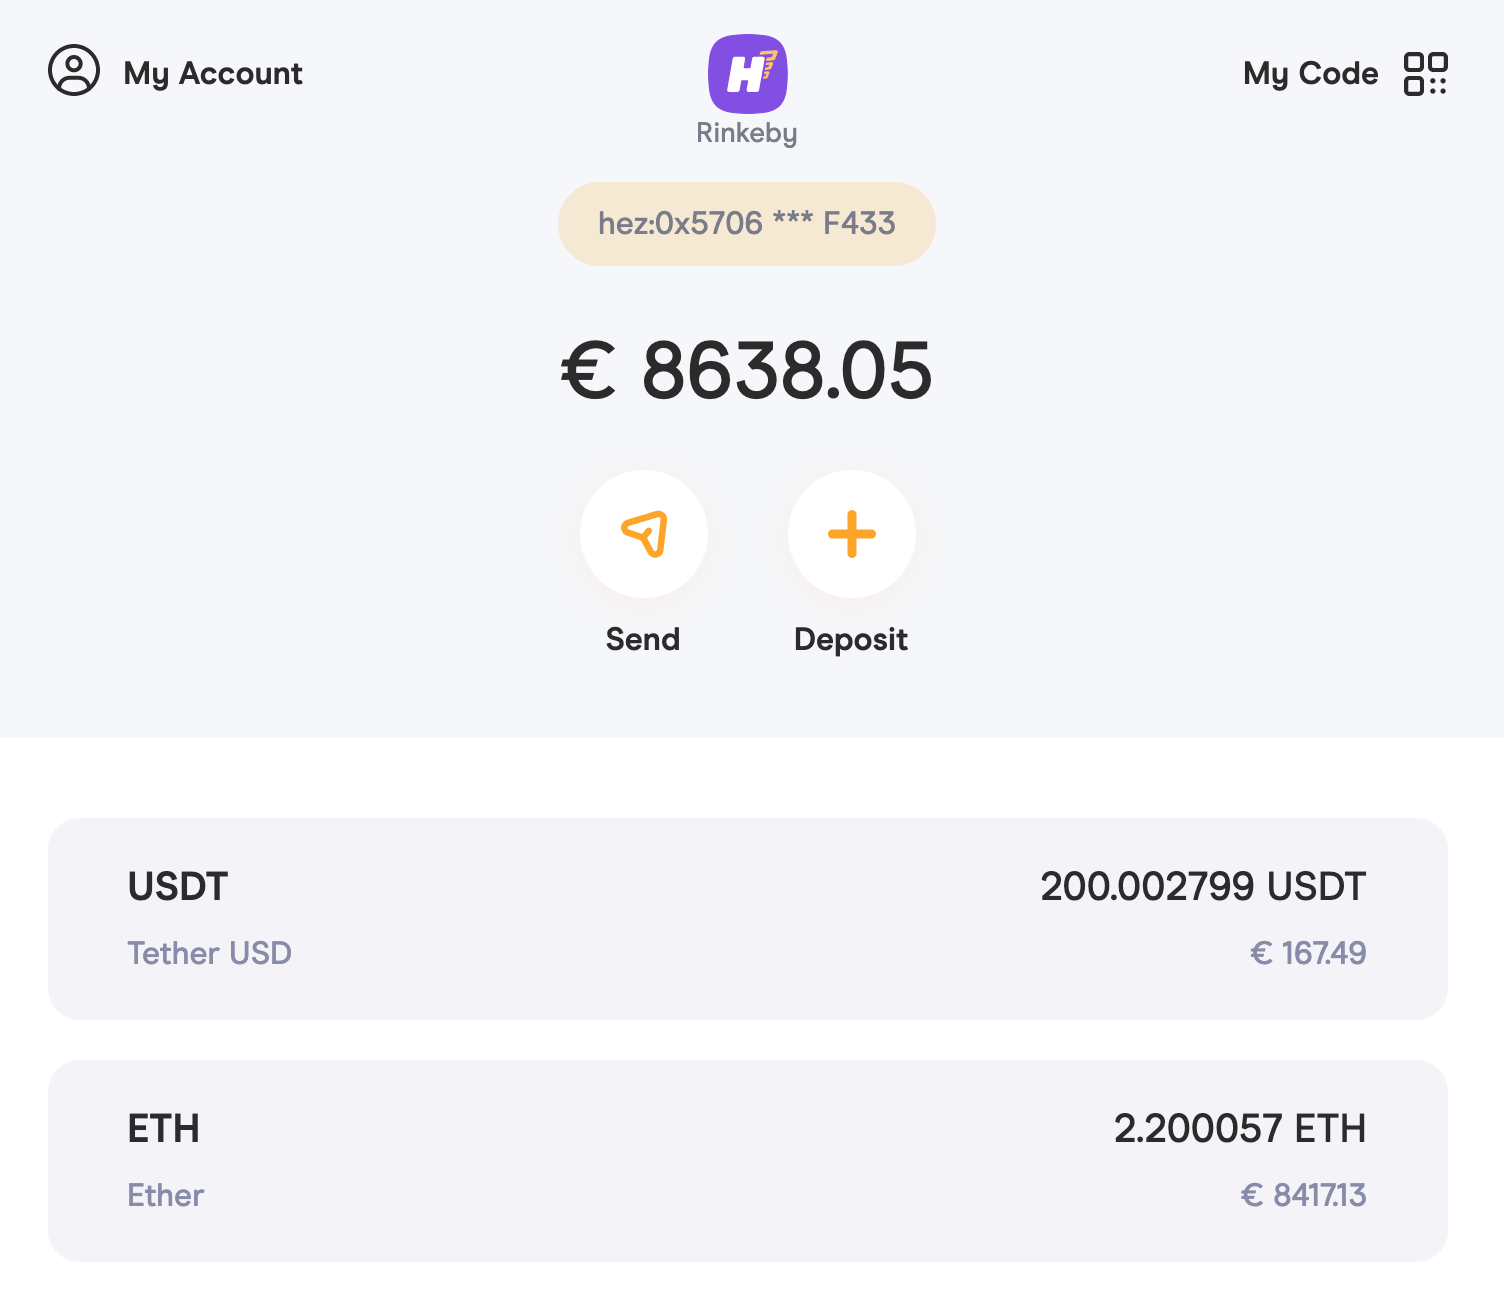 My Account
H
My Code
Rinkeby
hez:0x5706 *** F433
€ 8638.05
Send
Deposit
USDT
200.002799 USDT
Tether USD
€ 167.49
ETH
2.200057 ETH
Ether
€ 8417.13